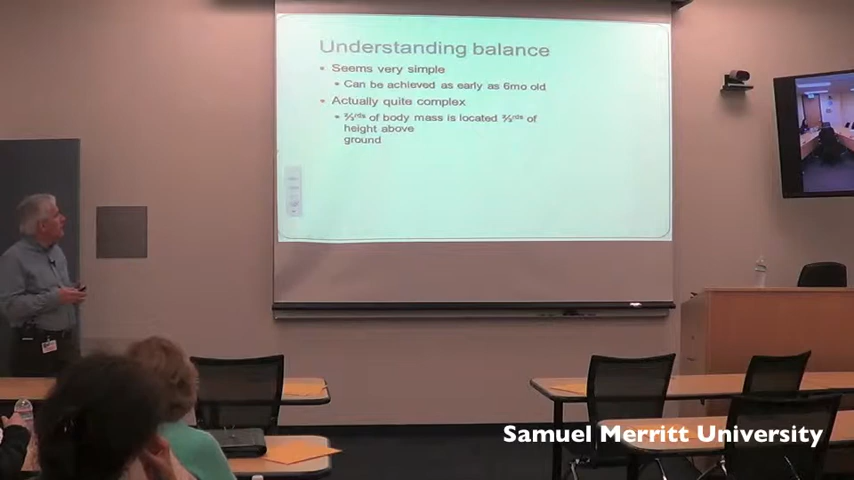 Understanding balance
Seems very simple
Can be achieved as early as 6mo old
Actually quite complex
⅔rds of body mass is located ⅔rds of
height above
ground
Samuel Merritt University